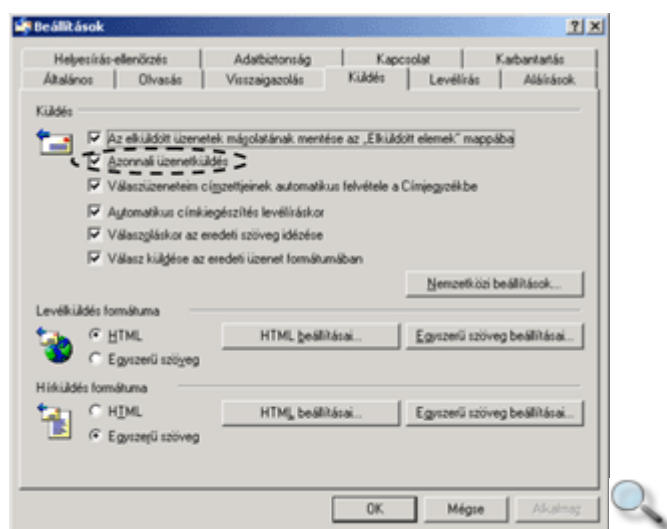 Beállítások
Helyesírás-ellenőrzés Adatbiztonság Kapcsolat Karbantartás
Általános Olvasás Visszaigazolás Küldés Levélírás Aláírások
Küldés
Az elküldött üzenetek másolatának mentése az „Elküldött elemek” mappába
Azonnali üzenetküldés
Válaszüzeneteim címzettjeinek automatikus felvétele a Címjegyzékbe
Automatikus címkiegészítés levélíráskor
Válaszoláskor az eredeti szöveg idézése
Válasz küldése az eredeti üzenet formátumában
Nemzetközi beállítások...
Levélküldés formátuma
HTML HTML beállításai... Egyszerű szöveg beállításai...
Egyszerű szöveg
Hírküldés formátuma
HTML HTML beállításai... Egyszerű szöveg beállításai...
Egyszerű szöveg
OK Mégse Alkalmaz